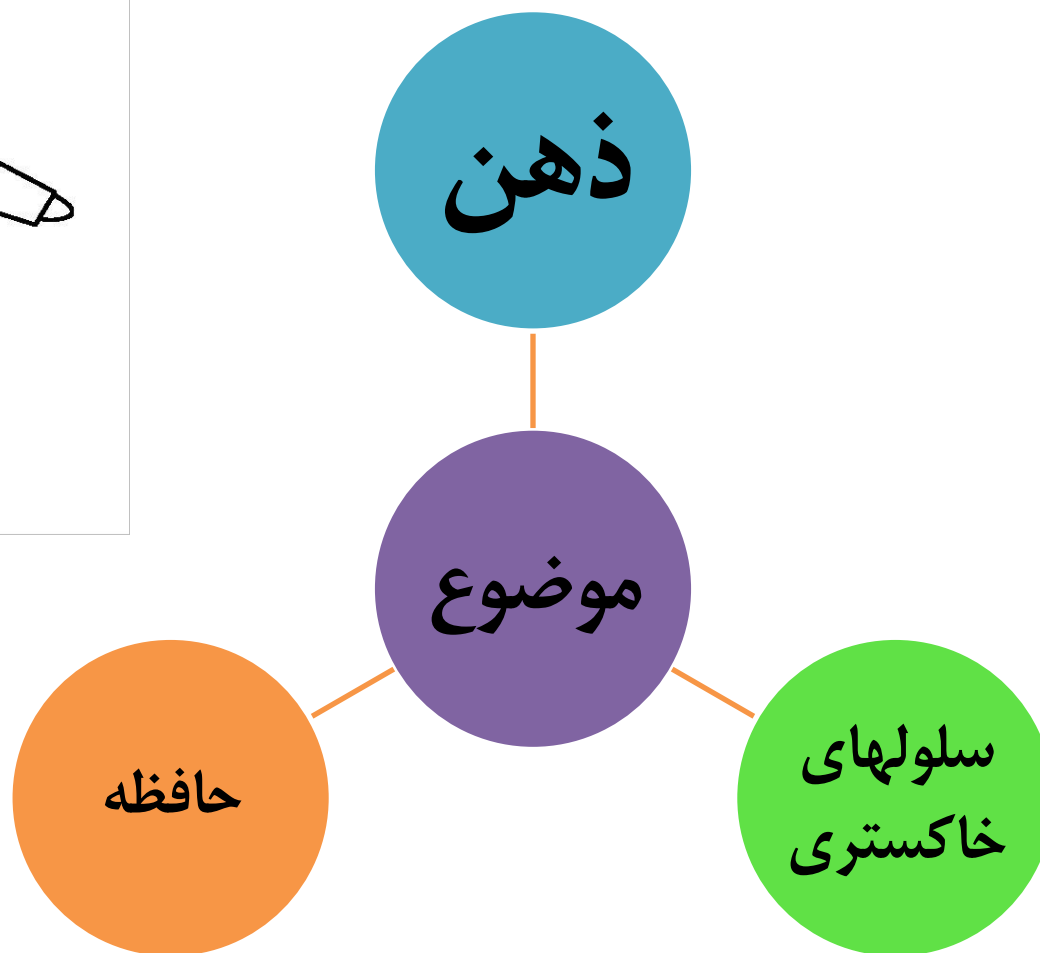 ذهن
موضوع
سلولهای
خاکستری
حافظه